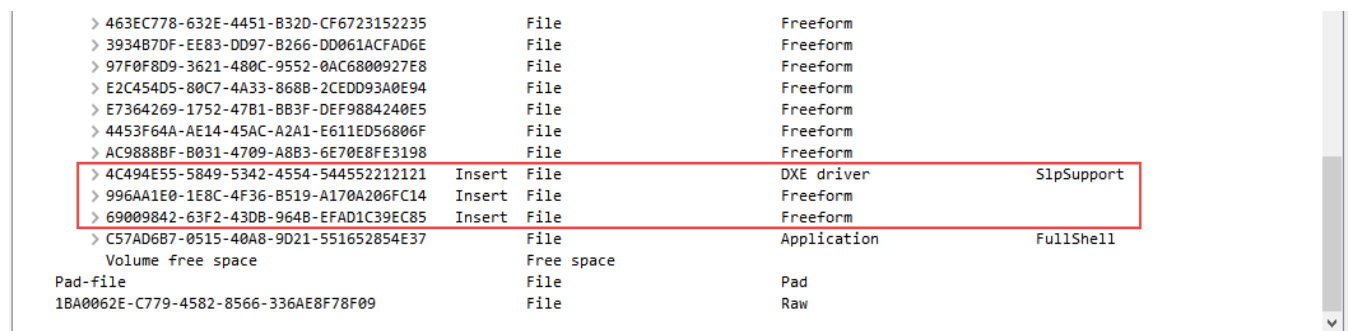 463EC778-632E-4451-B32D-CF6723152235 File Freeform
3934B7DF-EE83-DD97-B266-DD061ACFAD6E File Freeform
97F0F8D9-3621-480C-9552-0AC6800927E8 File Freeform
E2C454D5-80C7-4A33-868B-2CEDD93A0E94 File Freeform
E7364269-1752-47B1-BB3F-DEF9884240E5 File Freeform
4453F64A-AE14-45AC-A2A1-E611ED56806F File Freeform
AC9888BF-B031-4709-A8B3-6E70E8FE3198 File Freeform
4C494E55-5849-5342-4554-544552212121 Insert File DXE driver SlpSupport
996AA1E0-1E8C-4F36-B519-A170A206FC14 Insert File Freeform
69009842-63F2-43DB-964B-EFAD1C39EC85 Insert File Freeform
C57AD6B7-0515-40A8-9D21-551652854E37 File Application FullShell
Volume free space Free space
Pad-file File Pad
1BA0062E-C779-4582-8566-336AE8F78F09 File Raw